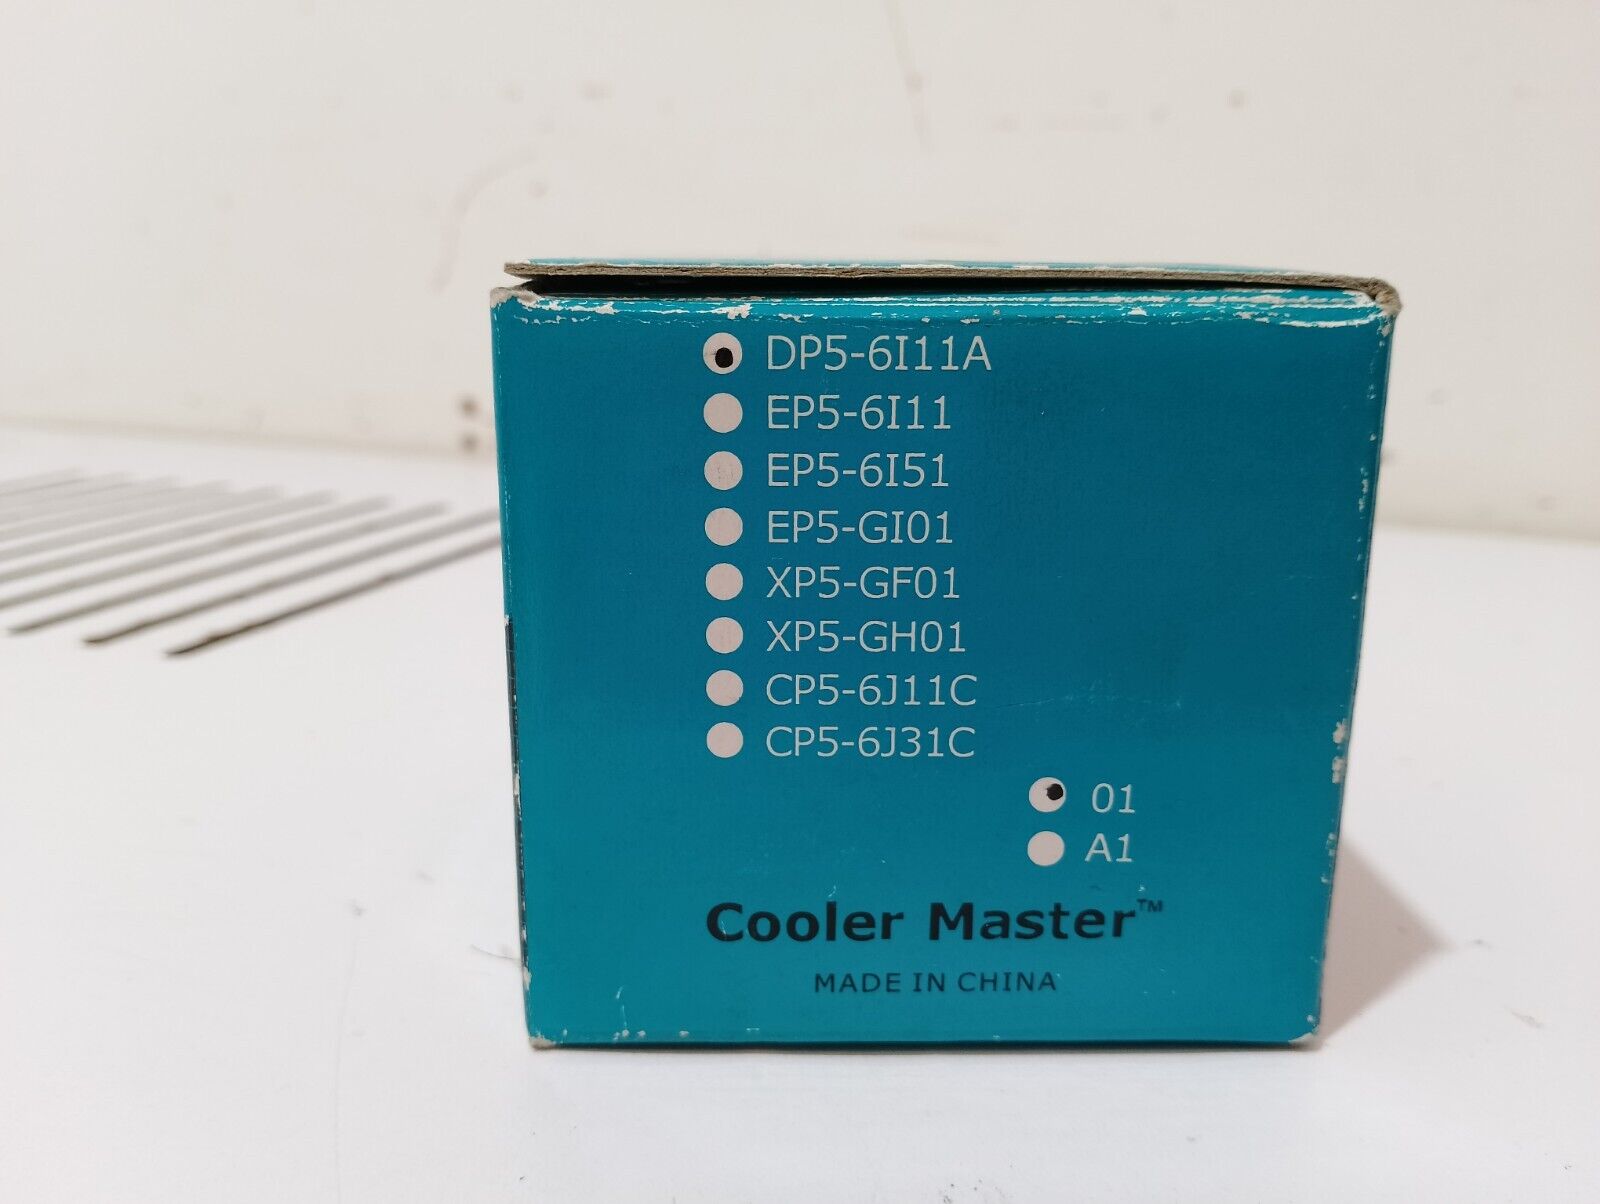 DP5-6I11A
EP5-6I11
EP5-6I51
EP5-GI01
XP5-GF01
XP5-GH01
CP5-6J11C
CP5-6J31C
01
A1
Cooler Master™
MADE IN CHINA